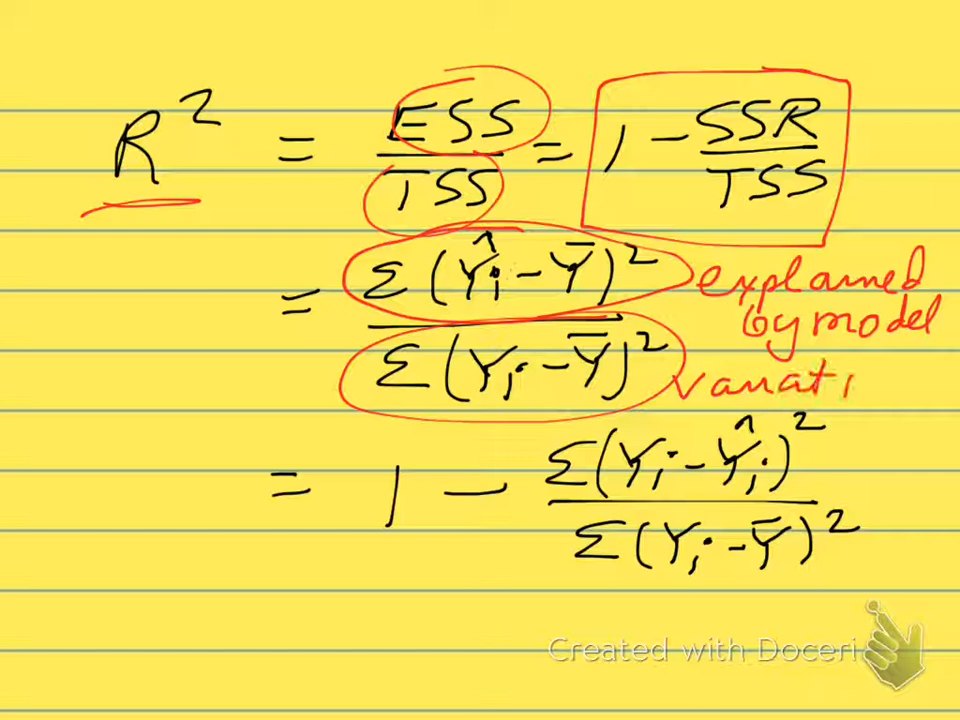 R² = ESS/TSS = 1 - SSR/TSS
= Σ(Ŷi - Ȳ)² / Σ(Yi - Ȳ)²
explained
by model
variati
= 1 - Σ(Yi - Ŷi)² / Σ(Yi - Ȳ)²
Created with Doceri